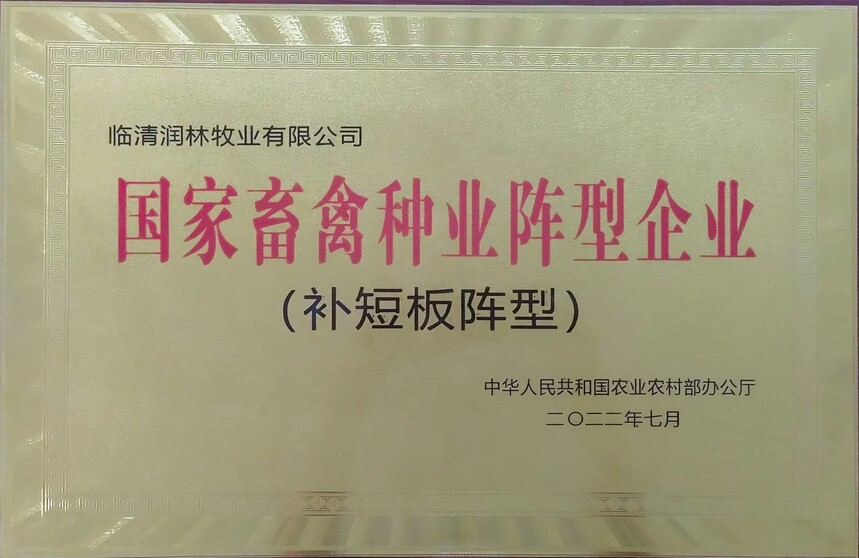 临清润林牧业有限公司
国家畜禽种业阵型企业
（补短板阵型）
中华人民共和国农业农村部办公厅
二〇二二年七月